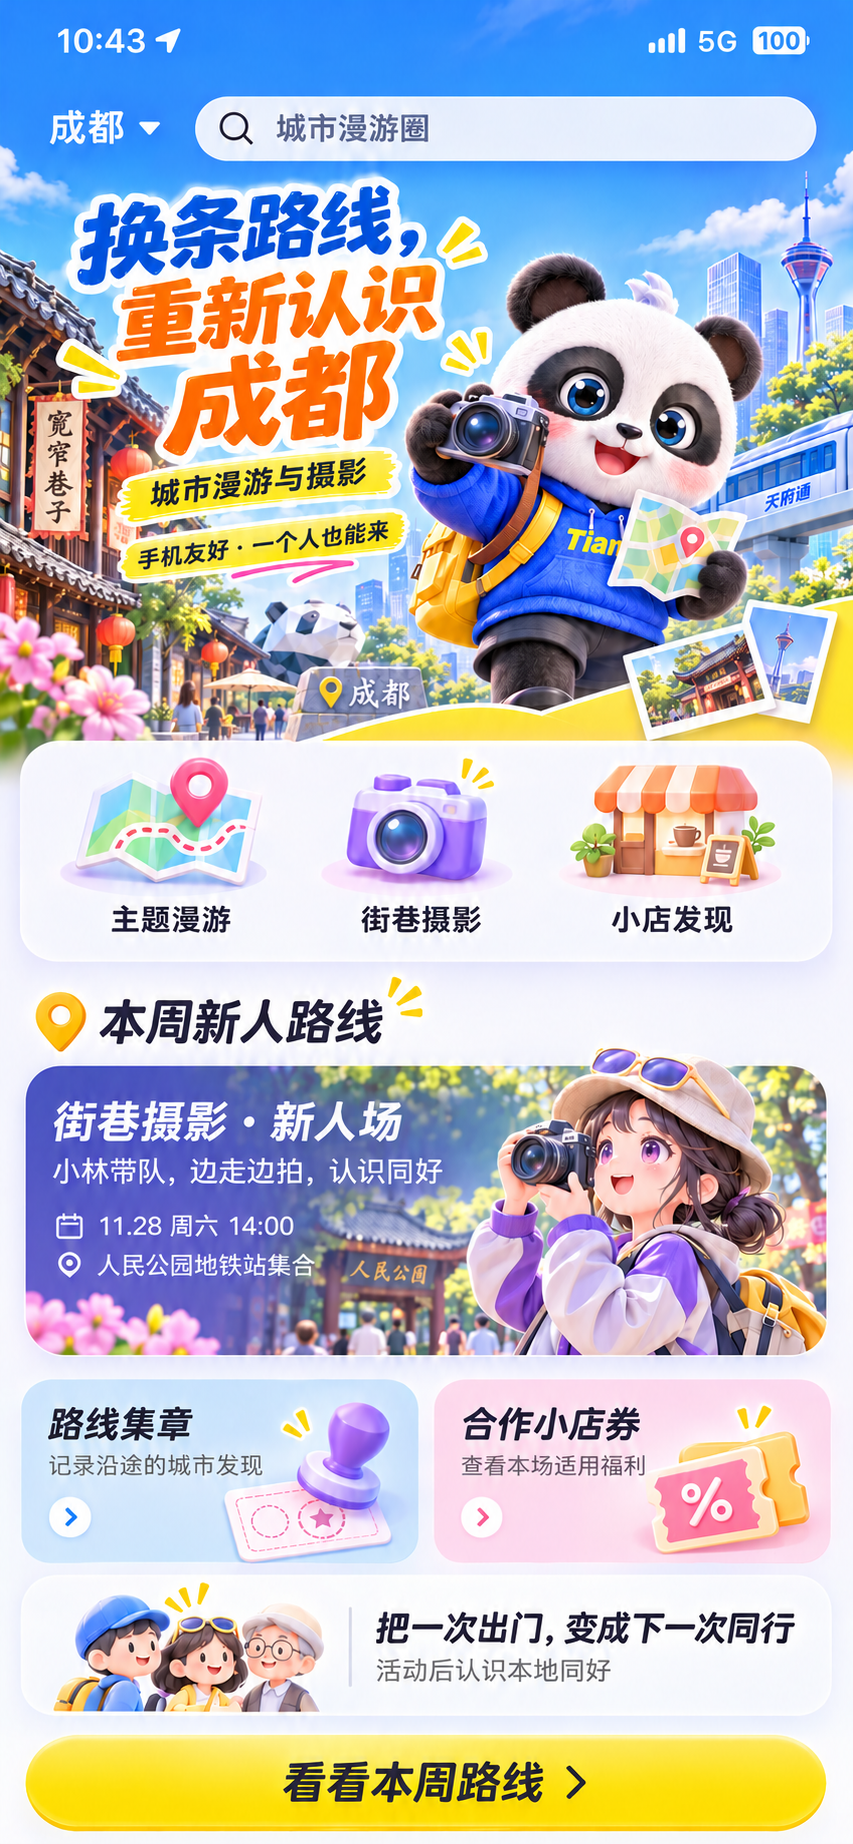 10:43
5G
100
成都
城市漫游圈
换条路线，
重新认识
成都
城市漫游与摄影
手机友好·一个人也能来
宽窄巷子
天府通
Tian
成都
主题漫游
街巷摄影
小店发现
本周新人路线
街巷摄影·新人场
小林带队，边走边拍，认识同好
11.28 周六 14:00
人民公园地铁站集合
人民公園
路线集章
记录沿途的城市发现
合作小店券
查看本场适用福利
%
把一次出门，变成下一次同行
活动后认识本地同好
看看本周路线